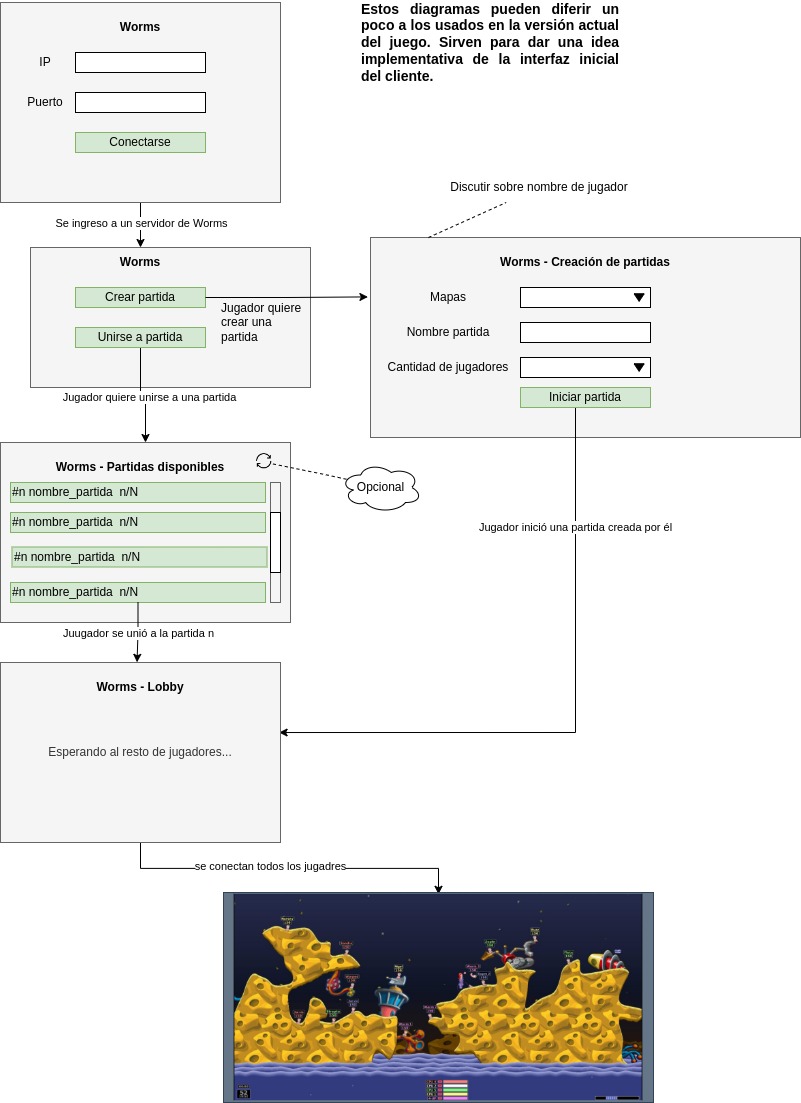 Worms
IP
Puerto
Conectarse
Estos diagramas pueden diferir un
poco a los usados en la versión actual
del juego. Sirven para dar una idea
implementativa de la interfaz inicial
del cliente.
Se ingreso a un servidor de Worms
Discutir sobre nombre de jugador
Worms
Crear partida
Unirse a partida
Jugador quiere
crear una
partida
Worms - Creación de partidas
Mapas
Nombre partida
Cantidad de jugadores
Iniciar partida
Jugador quiere unirse a una partida
Worms - Partidas disponibles
#n nombre_partida n/N
#n nombre_partida n/N
#n nombre_partida n/N
#n nombre_partida n/N
Opcional
Jugador inició una partida creada por él
Juugador se unió a la partida n
Worms - Lobby
Esperando al resto de jugadores...
se conectan todos los jugadres